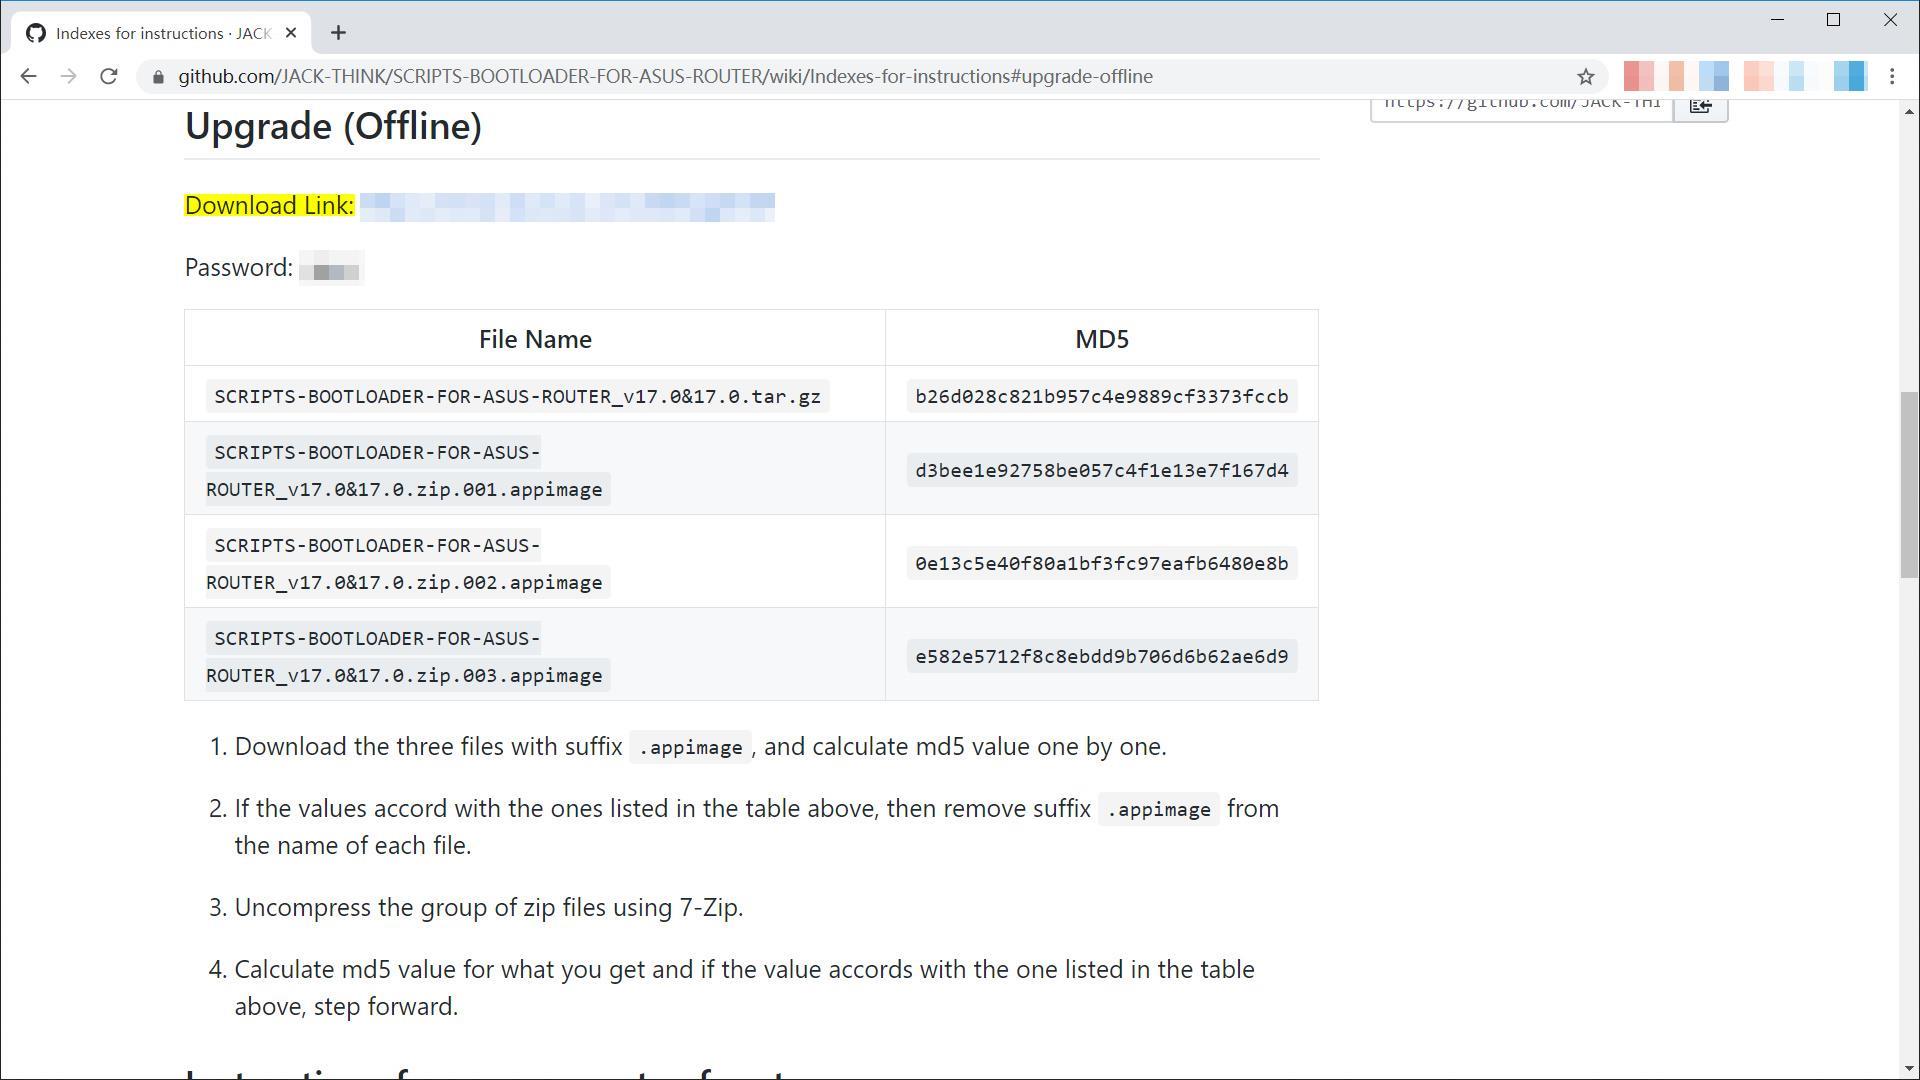 Indexes for instructions · JACK
github.com/JACK-THINK/SCRIPTS-BOOTLOADER-FOR-ASUS-ROUTER/wiki/Indexes-for-instructions#upgrade-offline
https://github.com/JACK-THI
Upgrade (Offline)
Download Link:
Password:
File Name
MD5
SCRIPTS-BOOTLOADER-FOR-ASUS-ROUTER_v17.0&17.0.tar.gz
b26d028c821b957c4e9889cf3373fccb
SCRIPTS-BOOTLOADER-FOR-ASUS-
ROUTER_v17.0&17.0.zip.001.appimage
d3bee1e92758be057c4f1e13e7f167d4
SCRIPTS-BOOTLOADER-FOR-ASUS-
ROUTER_v17.0&17.0.zip.002.appimage
0e13c5e40f80a1bf3fc97eafb6480e8b
SCRIPTS-BOOTLOADER-FOR-ASUS-
ROUTER_v17.0&17.0.zip.003.appimage
e582e5712f8c8ebdd9b706d6b62ae6d9
1. Download the three files with suffix .appimage, and calculate md5 value one by one.
2. If the values accord with the ones listed in the table above, then remove suffix .appimage from
the name of each file.
3. Uncompress the group of zip files using 7-Zip.
4. Calculate md5 value for what you get and if the value accords with the one listed in the table
above, step forward.